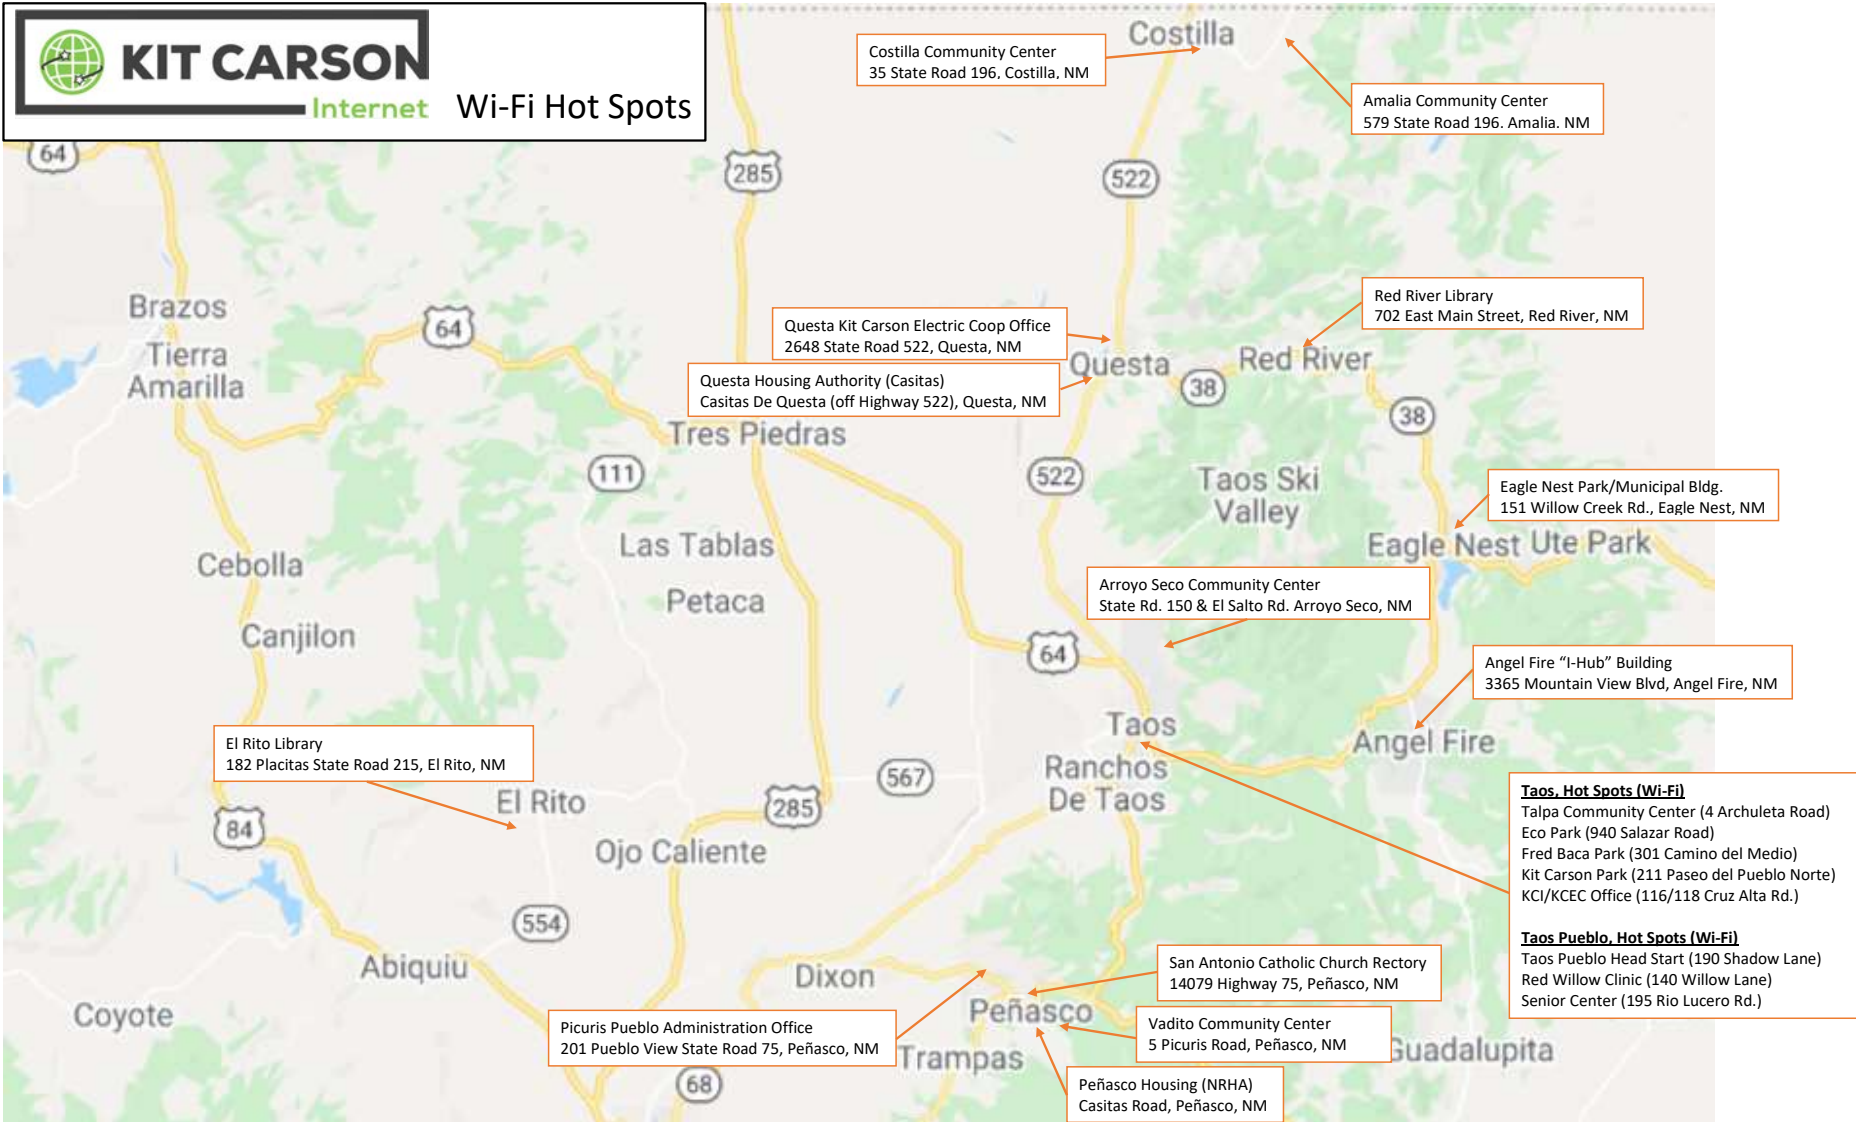 KIT CARSON
Internet
Wi-Fi Hot Spots
Costilla
Costilla Community Center
35 State Road 196, Costilla, NM
Amalia Community Center
579 State Road 196. Amalia. NM
64
285
522
Brazos
Tierra
Amarilla
64
Questa Kit Carson Electric Coop Office
2648 State Road 522, Questa, NM
Red River Library
702 East Main Street, Red River, NM
Questa
Red River
38
38
Questa Housing Authority (Casitas)
Casitas De Questa (off Highway 522), Questa, NM
Tres Piedras
111
522
Taos Ski
Valley
Eagle Nest Park/Municipal Bldg.
151 Willow Creek Rd., Eagle Nest, NM
Eagle Nest
Ute Park
Las Tablas
Cebolla
Petaca
Canjilon
Arroyo Seco Community Center
State Rd. 150 & El Salto Rd. Arroyo Seco, NM
64
Angel Fire “I-Hub” Building
3365 Mountain View Blvd, Angel Fire, NM
Taos
Angel Fire
Ranchos
De Taos
El Rito Library
182 Placitas State Road 215, El Rito, NM
El Rito
567
285
84
Ojo Caliente
Taos, Hot Spots (Wi-Fi)
Talpa Community Center (4 Archuleta Road)
Eco Park (940 Salazar Road)
Fred Baca Park (301 Camino del Medio)
Kit Carson Park (211 Paseo del Pueblo Norte)
KCI/KCEC Office (116/118 Cruz Alta Rd.)
Taos Pueblo, Hot Spots (Wi-Fi)
Taos Pueblo Head Start (190 Shadow Lane)
Red Willow Clinic (140 Willow Lane)
Senior Center (195 Rio Lucero Rd.)
554
Abiquiu
Dixon
San Antonio Catholic Church Rectory
14079 Highway 75, Peñasco, NM
Coyote
Peñasco
Picuris Pueblo Administration Office
201 Pueblo View State Road 75, Peñasco, NM
Vadito Community Center
5 Picuris Road, Peñasco, NM
Trampas
Guadalupita
68
Peñasco Housing (NRHA)
Casitas Road, Peñasco, NM